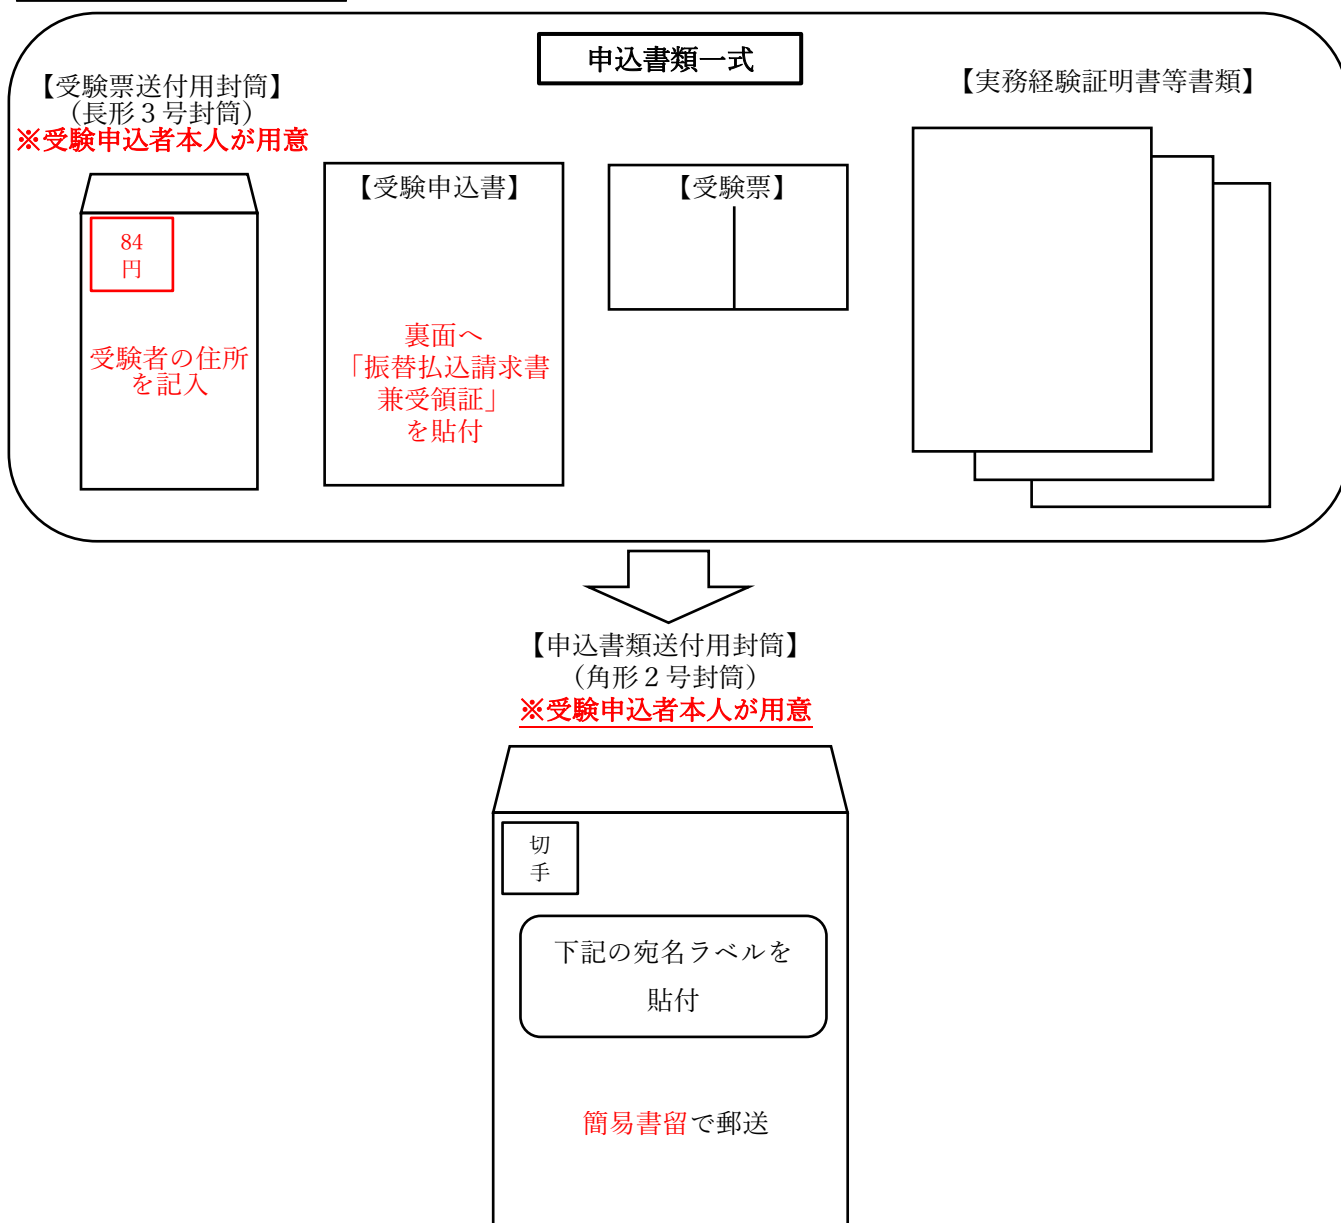 申込書類一式
【受験票送付用封筒】
（長形３号封筒）
※受験申込者本人が用意
84
円
受験者の住所
を記入
【受験申込書】
裏面へ
「振替払込請求書
兼受領証」
を貼付
【受験票】
【実務経験証明書等書類】
【申込書類送付用封筒】
（角形２号封筒）
※受験申込者本人が用意
切
手
下記の宛名ラベルを
貼付
簡易書留で郵送